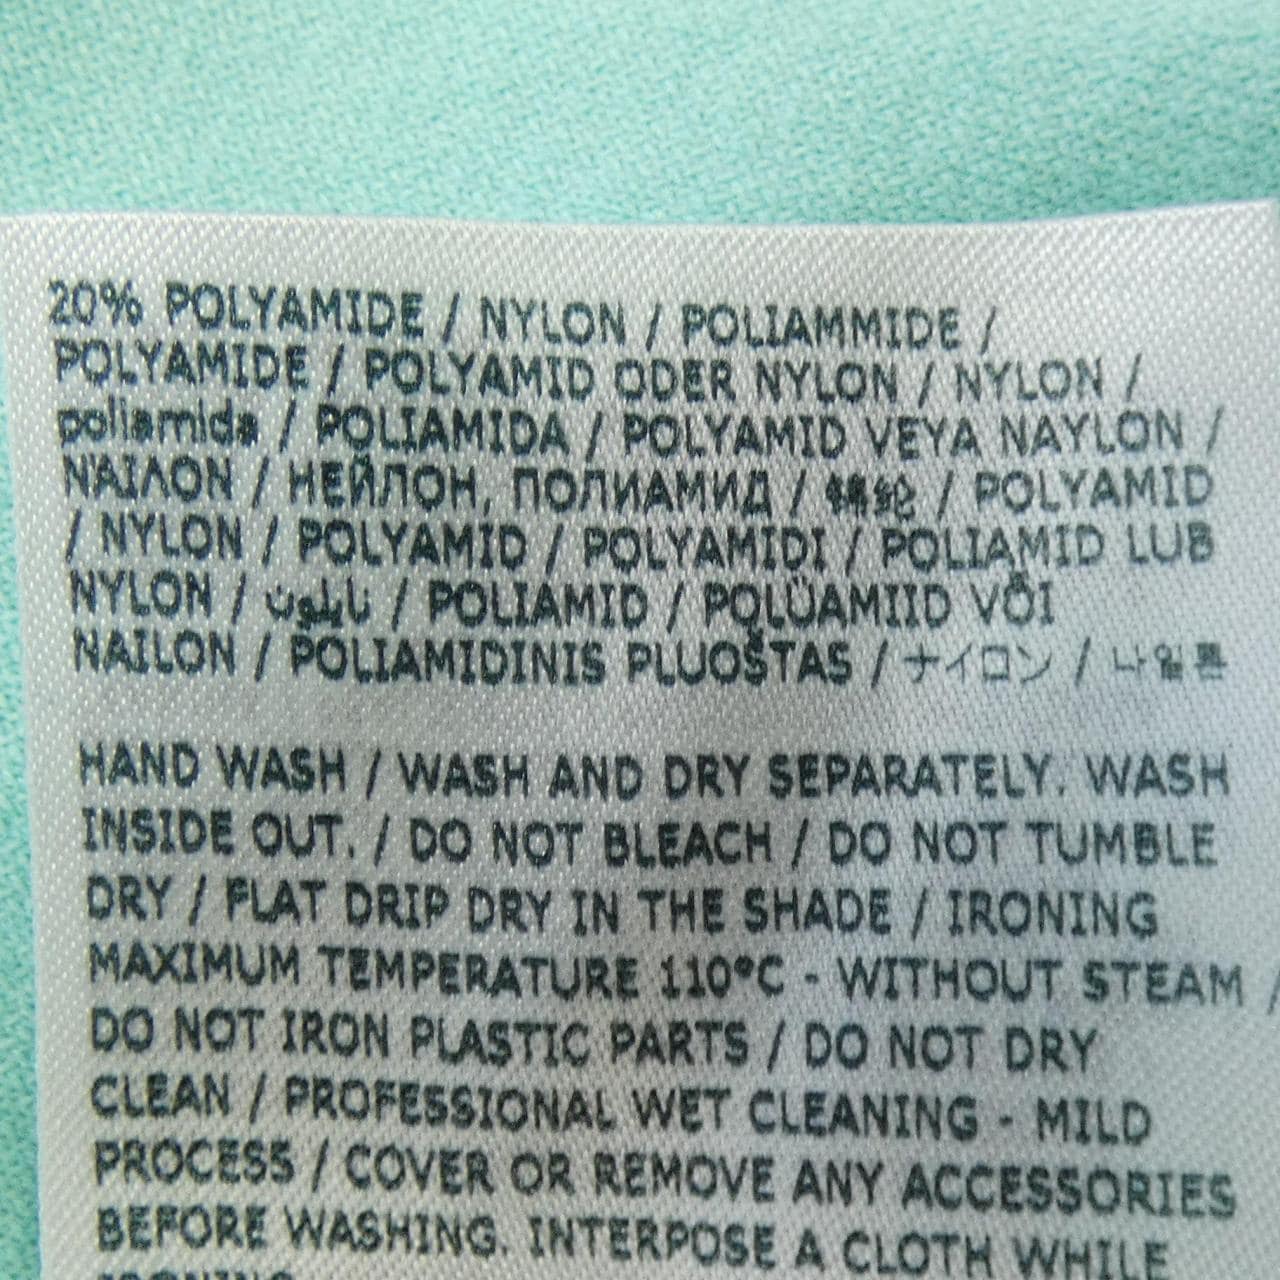 20% POLYAMIDE / NYLON / POLIAMMIDE /
POLYAMIDE / POLYAMID ODER NYLON / NYLON /
poliamida / POLIAMIDA / POLYAMID VEYA NAYLON /
ΝΑΪΛΟΝ / НЕЙЛОН, ПОЛИАМИД / 锦纶 / POLYAMID
/ NYLON / POLYAMID / POLYAMIDI / POLIAMID LUB
NYLON / نايلون / POLIAMID / POLÜAMIID VÕI
NAILON / POLIAMIDINIS PLUOŠTAS / ナイロン / 나일론
HAND WASH / WASH AND DRY SEPARATELY. WASH
INSIDE OUT. / DO NOT BLEACH / DO NOT TUMBLE
DRY / FLAT DRIP DRY IN THE SHADE / IRONING
MAXIMUM TEMPERATURE 110°C - WITHOUT STEAM /
DO NOT IRON PLASTIC PARTS / DO NOT DRY
CLEAN / PROFESSIONAL WET CLEANING - MILD
PROCESS / COVER OR REMOVE ANY ACCESSORIES
BEFORE WASHING. INTERPOSE A CLOTH WHILE
IRONING